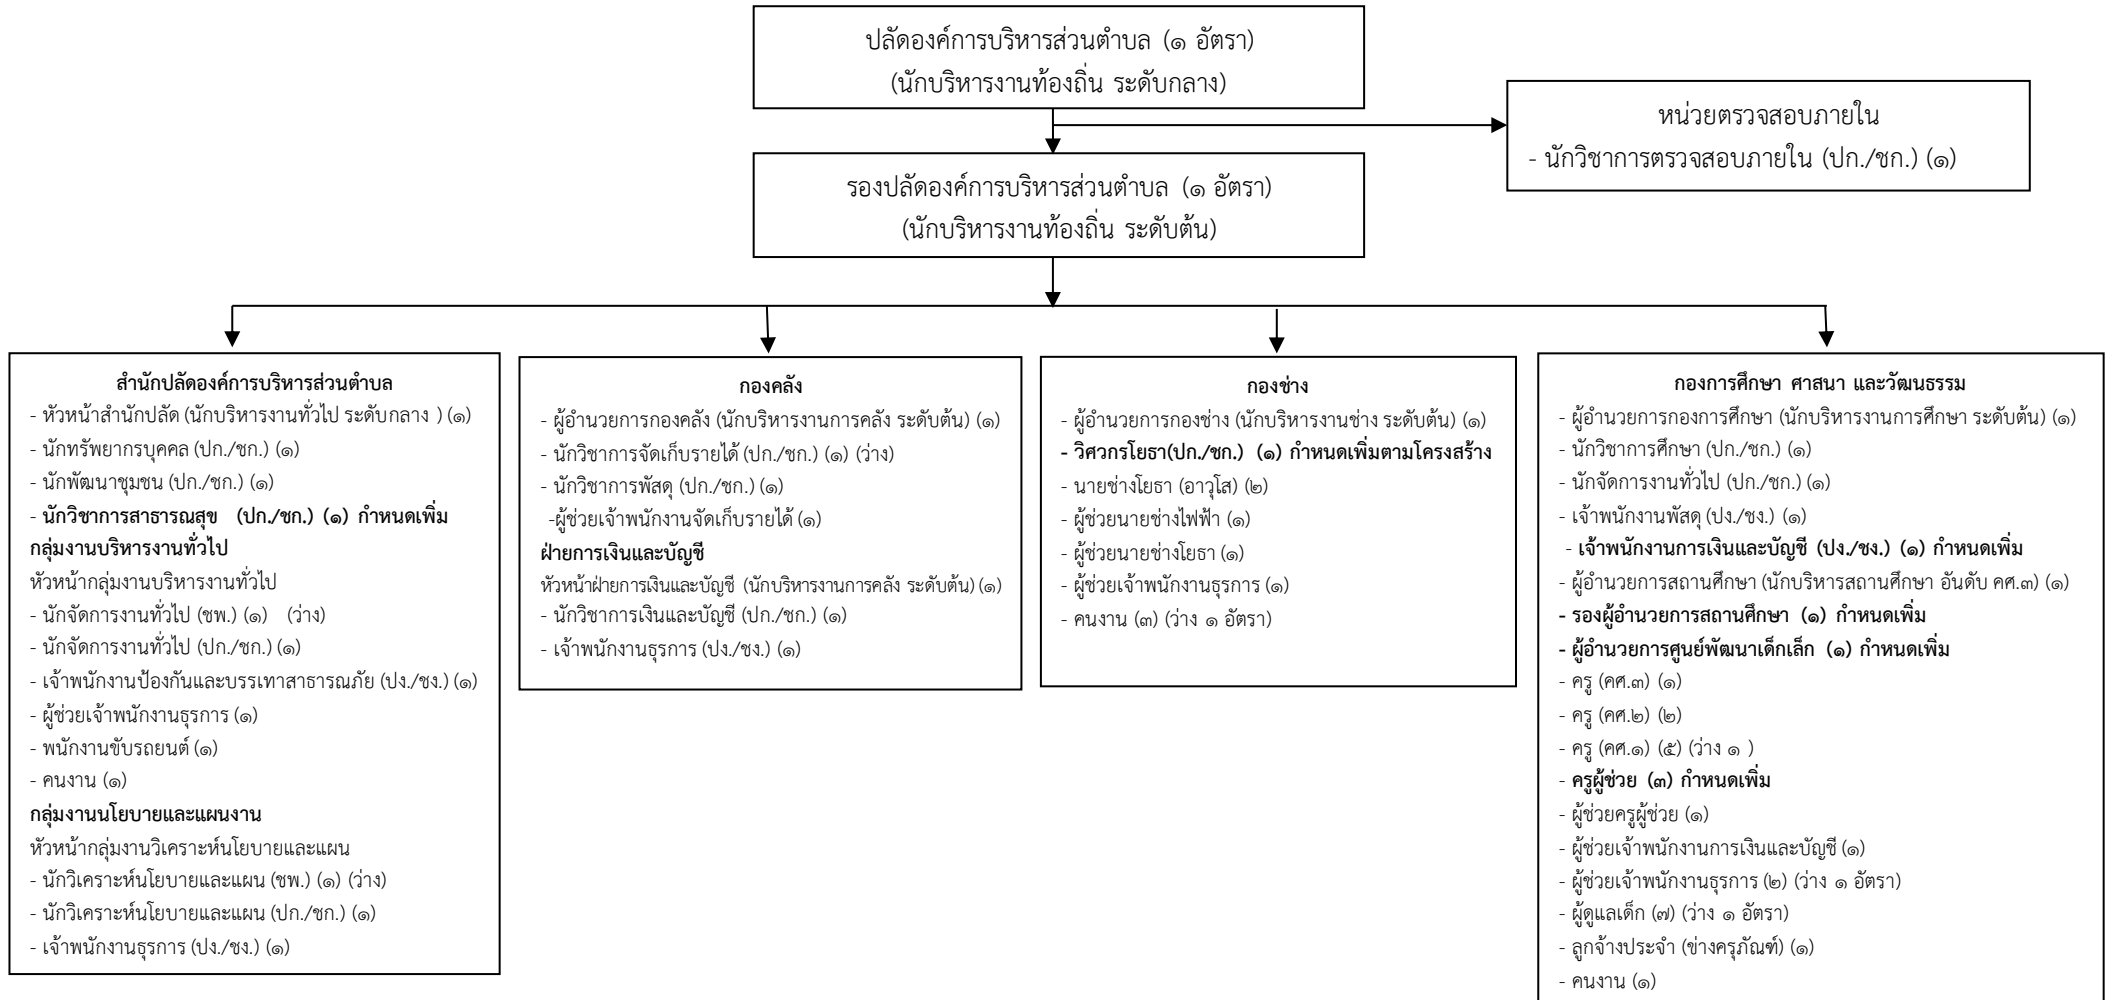 ปลัดองค์การบริหารส่วนตำบล (๑ อัตรา)
(นักบริหารงานท้องถิ่น ระดับกลาง)
หน่วยตรวจสอบภายใน
- นักวิชาการตรวจสอบภายใน (ปก./ชก.) (๑)
รองปลัดองค์การบริหารส่วนตำบล (๑ อัตรา)
(นักบริหารงานท้องถิ่น ระดับต้น)
สำนักปลัดองค์การบริหารส่วนตำบล
- หัวหน้าสำนักปลัด (นักบริหารงานทั่วไป ระดับกลาง ) (๑)
- นักทรัพยากรบุคคล (ปก./ชก.) (๑)
- นักพัฒนาชุมชน (ปก./ชก.) (๑)
- นักวิชาการสาธารณสุข (ปก./ชก.) (๑) กำหนดเพิ่ม
กลุ่มงานบริหารงานทั่วไป
หัวหน้ากลุ่มงานบริหารงานทั่วไป
- นักจัดการงานทั่วไป (ชพ.) (๑) (ว่าง)
- นักจัดการงานทั่วไป (ปก./ชก.) (๑)
- เจ้าพนักงานป้องกันและบรรเทาสาธารณภัย (ปง./ชง.) (๑)
- ผู้ช่วยเจ้าพนักงานธุรการ (๑)
- พนักงานขับรถยนต์ (๑)
- คนงาน (๑)
กลุ่มงานนโยบายและแผนงาน
หัวหน้ากลุ่มงานวิเคราะห์นโยบายและแผน
- นักวิเคราะห์นโยบายและแผน (ชพ.) (๑) (ว่าง)
- นักวิเคราะห์นโยบายและแผน (ปก./ชก.) (๑)
- เจ้าพนักงานธุรการ (ปง./ชง.) (๑)
กองคลัง
- ผู้อำนวยการกองคลัง (นักบริหารงานการคลัง ระดับต้น) (๑)
- นักวิชาการจัดเก็บรายได้ (ปก./ชก.) (๑) (ว่าง)
- นักวิชาการพัสดุ (ปก./ชก.) (๑)
-ผู้ช่วยเจ้าพนักงานจัดเก็บรายได้ (๑)
ฝ่ายการเงินและบัญชี
หัวหน้าฝ่ายการเงินและบัญชี (นักบริหารงานการคลัง ระดับต้น) (๑)
- นักวิชาการเงินและบัญชี (ปก./ชก.) (๑)
- เจ้าพนักงานธุรการ (ปง./ชง.) (๑)
กองช่าง
- ผู้อำนวยการกองช่าง (นักบริหารงานช่าง ระดับต้น) (๑)
- วิศวกรโยธา(ปก./ชก.) (๑) กำหนดเพิ่มตามโครงสร้าง
- นายช่างโยธา (อาวุโส) (๒)
- ผู้ช่วยนายช่างไฟฟ้า (๑)
- ผู้ช่วยนายช่างโยธา (๑)
- ผู้ช่วยเจ้าพนักงานธุรการ (๑)
- คนงาน (๓) (ว่าง ๑ อัตรา)
กองการศึกษา ศาสนา และวัฒนธรรม
- ผู้อำนวยการกองการศึกษา (นักบริหารงานการศึกษา ระดับต้น) (๑)
- นักวิชาการศึกษา (ปก./ชก.) (๑)
- นักจัดการงานทั่วไป (ปก./ชก.) (๑)
- เจ้าพนักงานพัสดุ (ปง./ชง.) (๑)
- เจ้าพนักงานการเงินและบัญชี (ปง./ชง.) (๑) กำหนดเพิ่ม
- ผู้อำนวยการสถานศึกษา (นักบริหารสถานศึกษา อันดับ คศ.๓) (๑)
- รองผู้อำนวยการสถานศึกษา (๑) กำหนดเพิ่ม
- ผู้อำนวยการศูนย์พัฒนาเด็กเล็ก (๑) กำหนดเพิ่ม
- ครู (คศ.๓) (๑)
- ครู (คศ.๒) (๒)
- ครู (คศ.๑) (๕) (ว่าง ๑ )
- ครูผู้ช่วย (๓) กำหนดเพิ่ม
- ผู้ช่วยครูผู้ช่วย (๑)
- ผู้ช่วยเจ้าพนักงานการเงินและบัญชี (๑)
- ผู้ช่วยเจ้าพนักงานธุรการ (๒) (ว่าง ๑ อัตรา)
- ผู้ดูแลเด็ก (๗) (ว่าง ๑ อัตรา)
- ลูกจ้างประจำ (ช่างครุภัณฑ์) (๑)
- คนงาน (๑)